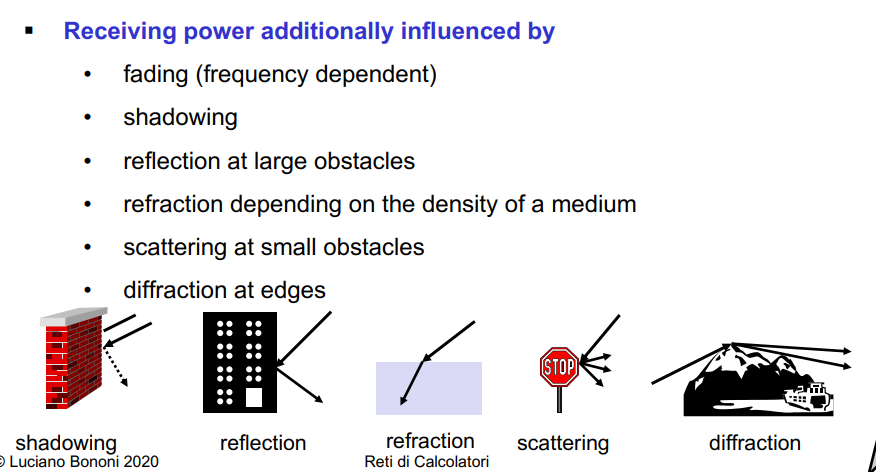 Receiving power additionally influenced by
fading (frequency dependent)
shadowing
reflection at large obstacles
refraction depending on the density of a medium
scattering at small obstacles
diffraction at edges
STOP
shadowing reflection refraction scattering diffraction
© Luciano Bononi 2020 Reti di Calcolatori